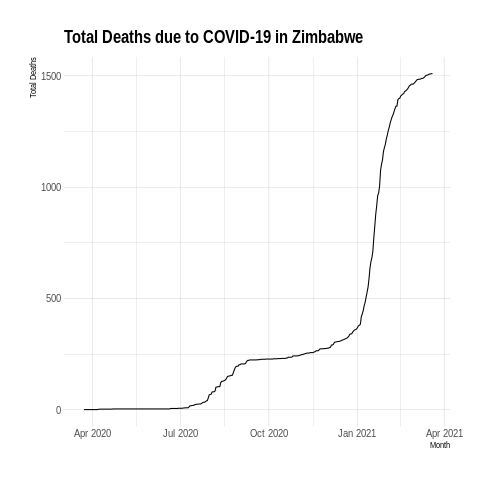 Total Deaths due to COVID-19 in Zimbabwe
Total Deaths
1500
1000
500
0
Apr 2020
Jul 2020
Oct 2020
Jan 2021
Apr 2021
Month